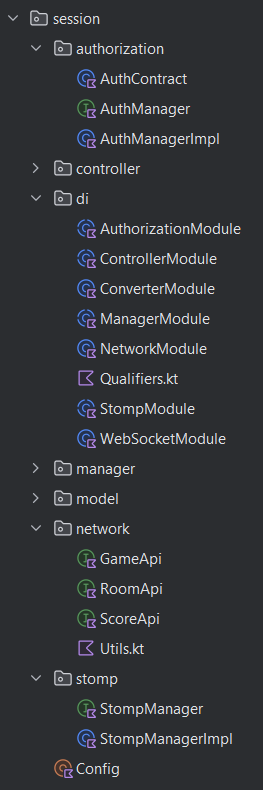 session
authorization
AuthContract
AuthManager
AuthManagerImpl
controller
di
AuthorizationModule
ControllerModule
ConverterModule
ManagerModule
NetworkModule
Qualifiers.kt
StompModule
WebSocketModule
manager
model
network
GameApi
RoomApi
ScoreApi
Utils.kt
stomp
StompManager
StompManagerImpl
Config